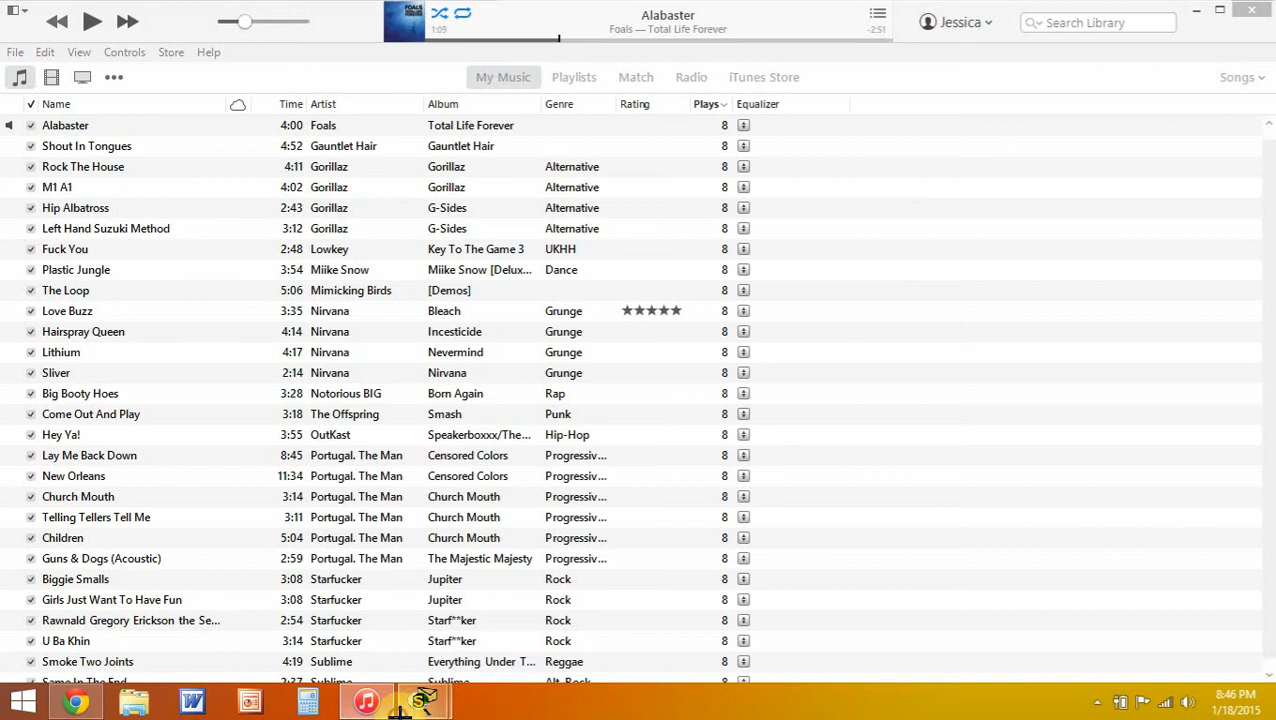 Alabaster
Foals — Total Life Forever
1:09
-2:51
Jessica
Search Library
File Edit View Controls Store Help
My Music Playlists Match Radio iTunes Store Songs
Name Time Artist Album Genre Rating Plays Equalizer
Alabaster 4:00 Foals Total Life Forever 8
Shout In Tongues 4:52 Gauntlet Hair Gauntlet Hair 8
Rock The House 4:11 Gorillaz Gorillaz Alternative 8
M1 A1 4:02 Gorillaz Gorillaz Alternative 8
Hip Albatross 2:43 Gorillaz G-Sides Alternative 8
Left Hand Suzuki Method 3:12 Gorillaz G-Sides Alternative 8
Fuck You 2:48 Lowkey Key To The Game 3 UKHH 8
Plastic Jungle 3:54 Miike Snow Miike Snow [Delux... Dance 8
The Loop 5:06 Mimicking Birds [Demos] 8
Love Buzz 3:35 Nirvana Bleach Grunge ★★★★★ 8
Hairspray Queen 4:14 Nirvana Incesticide Grunge 8
Lithium 4:17 Nirvana Nevermind Grunge 8
Sliver 2:14 Nirvana Nirvana Grunge 8
Big Booty Hoes 3:28 Notorious BIG Born Again Rap 8
Come Out And Play 3:18 The Offspring Smash Punk 8
Hey Ya! 3:55 OutKast Speakerboxxx/The... Hip-Hop 8
Lay Me Back Down 8:45 Portugal. The Man Censored Colors Progressiv... 8
New Orleans 11:34 Portugal. The Man Censored Colors Progressiv... 8
Church Mouth 3:14 Portugal. The Man Church Mouth Progressiv... 8
Telling Tellers Tell Me 3:11 Portugal. The Man Church Mouth Progressiv... 8
Children 5:04 Portugal. The Man Church Mouth Progressiv... 8
Guns & Dogs (Acoustic) 2:59 Portugal. The Man The Majestic Majesty Progressiv... 8
Biggie Smalls 3:08 Starfucker Jupiter Rock 8
Girls Just Want To Have Fun 3:08 Starfucker Jupiter Rock 8
Rawnald Gregory Erickson the Se... 2:54 Starfucker Starf**ker Rock 8
U Ba Khin 3:14 Starfucker Starf**ker Rock 8
Smoke Two Joints 4:19 Sublime Everything Under T... Reggae 8
Same In The End 2:37 Sublime Sublime Alt. Rock 8
8:46 PM
1/18/2015